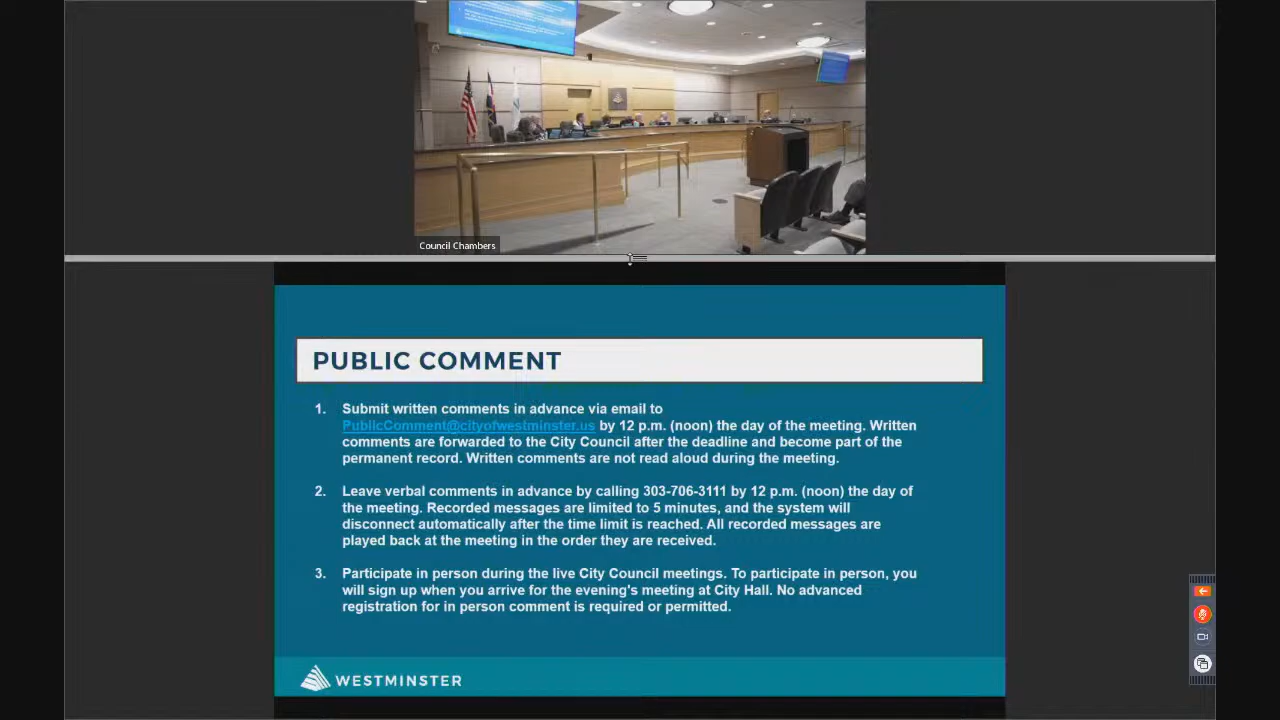 Council Chambers
PUBLIC COMMENT
1. Submit written comments in advance via email to
PublicComment@cityofwestminster.us by 12 p.m. (noon) the day of the meeting. Written
comments are forwarded to the City Council after the deadline and become part of the
permanent record. Written comments are not read aloud during the meeting.
2. Leave verbal comments in advance by calling 303-706-3111 by 12 p.m. (noon) the day of
the meeting. Recorded messages are limited to 5 minutes, and the system will
disconnect automatically after the time limit is reached. All recorded messages are
played back at the meeting in the order they are received.
3. Participate in person during the live City Council meetings. To participate in person, you
will sign up when you arrive for the evening's meeting at City Hall. No advanced
registration for in person comment is required or permitted.
WESTMINSTER